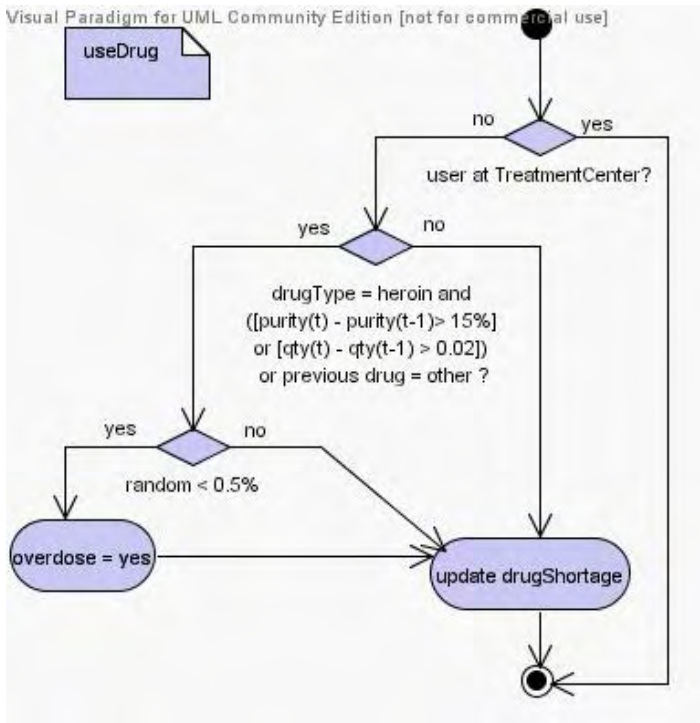 Visual Paradigm for UML Community Edition [not for commercial use]
useDrug
no
yes
user at TreatmentCenter?
yes
no
drugType = heroin and
([purity(t) - purity(t-1)> 15%]
or [qty(t) - qty(t-1) > 0.02])
or previous drug = other ?
yes
no
random < 0.5%
overdose = yes
update drugShortage